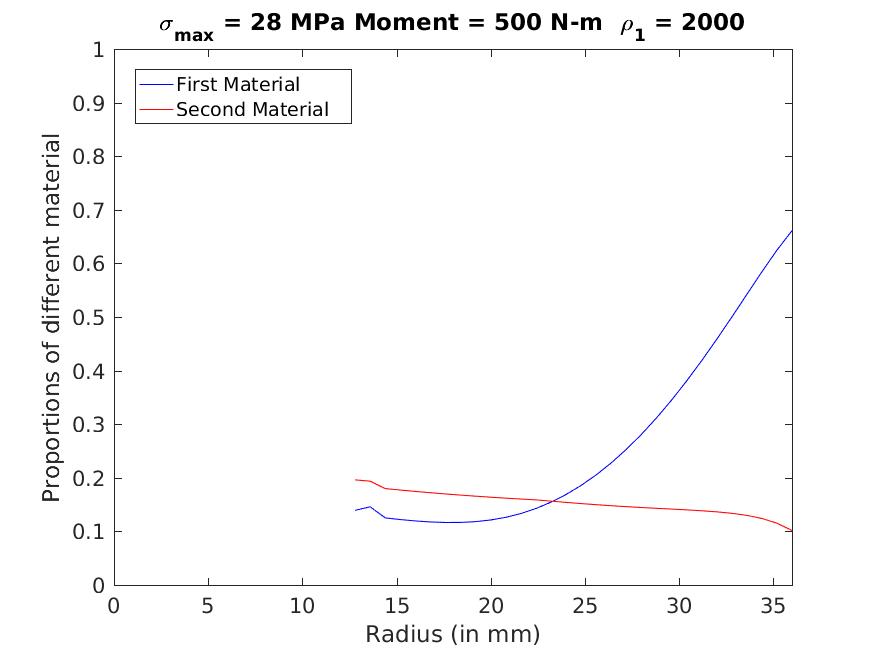 σmax = 28 MPa Moment = 500 N-m ρ1 = 2000
First Material
Second Material
Proportions of different material
1
0.9
0.8
0.7
0.6
0.5
0.4
0.3
0.2
0.1
0
0 5 10 15 20 25 30 35
Radius (in mm)